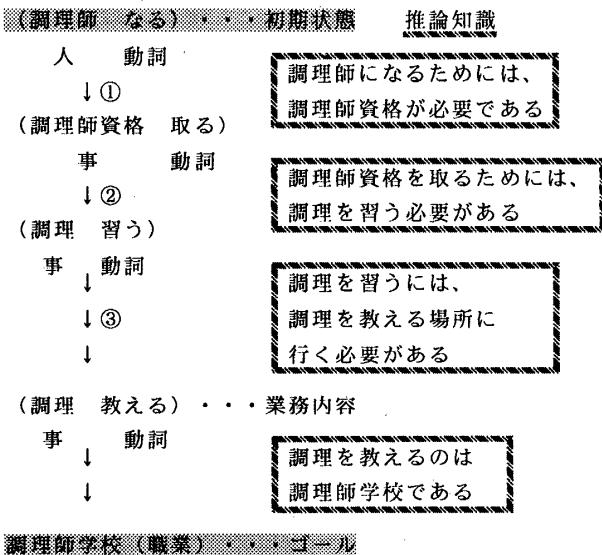 (調理師 なる)・・・初期状態 推論知識
人 動詞
↓①
調理師になるためには、
調理師資格が必要である
(調理師資格 取る)
事 動詞
↓②
調理師資格を取るためには、
調理を習う必要がある
(調理 習う)
事 動詞
↓
↓③
↓
調理を習うには、
調理を教える場所に
行く必要がある
(調理 教える)・・・業務内容
事 動詞
↓
↓
調理を教えるのは
調理師学校である
調理師学校(職業)・・・ゴール